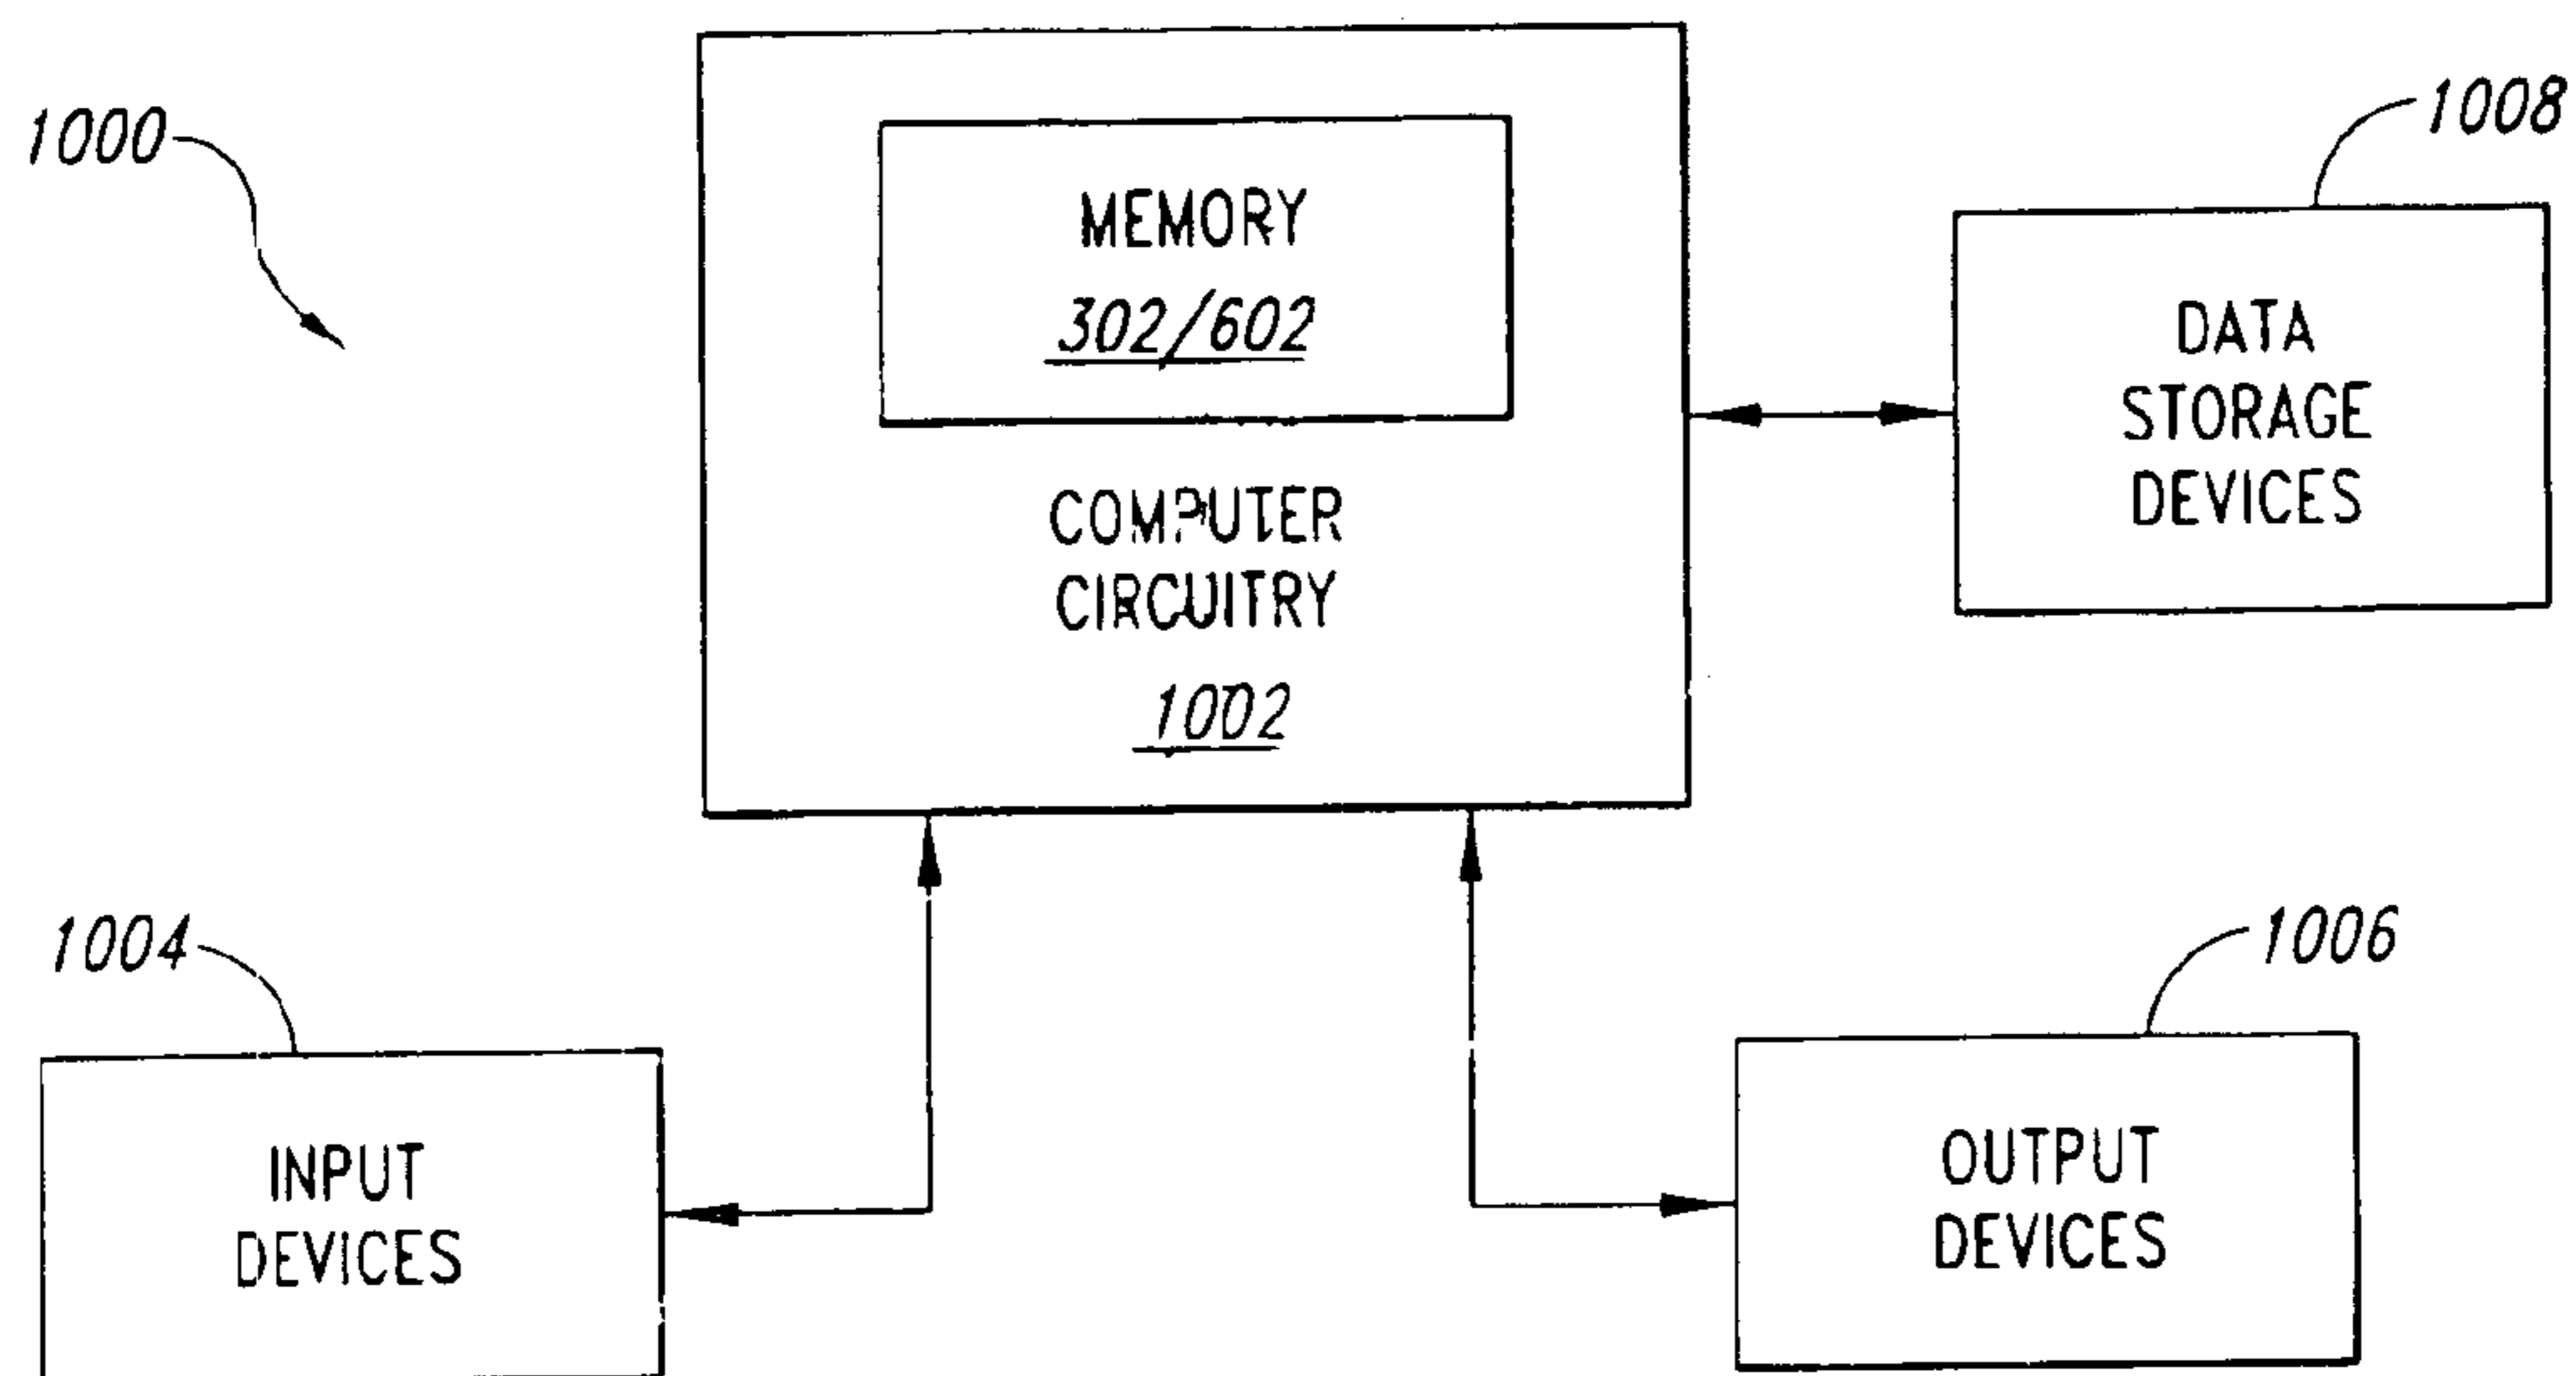 1000
MEMORY
302/602
COMPUTER
CIRCUITRY
1002
1008
DATA
STORAGE
DEVICES
1004
INPUT
DEVICES
1006
OUTPUT
DEVICES